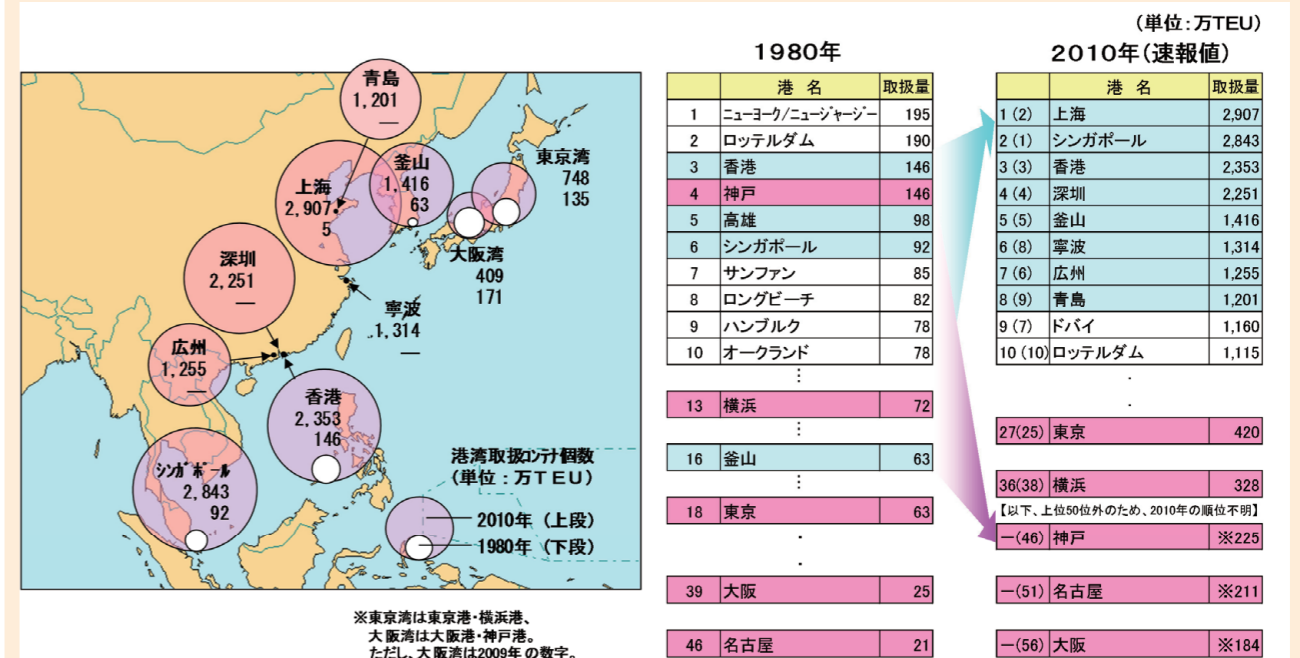 (単位:万TEU)
1980年
2010年(速報値)
青島
1,201
―
釜山
1,416
63
東京湾
748
135
上海
2,907
5
大阪湾
409
171
深圳
2,251
―
寧波
1,314
―
広州
1,255
―
香港
2,353
146
シンガポール
2,843
92
港湾取扱コンテナ個数
(単位:万TEU)
2010年(上段)
1980年(下段)
※東京湾は東京港・横浜港、
大阪湾は大阪港・神戸港。
ただし、大阪湾は2009年の数字。
港 名 取扱量
1 ニューヨーク/ニュージャージー 195
2 ロッテルダム 190
3 香港 146
4 神戸 146
5 高雄 98
6 シンガポール 92
7 サンファン 85
8 ロングビーチ 82
9 ハンブルク 78
10 オークランド 78
⋮
13 横浜 72
⋮
16 釜山 63
⋮
18 東京 63
・
・
39 大阪 25
46 名古屋 21
港 名 取扱量
1 (2) 上海 2,907
2 (1) シンガポール 2,843
3 (3) 香港 2,353
4 (4) 深圳 2,251
5 (5) 釜山 1,416
6 (8) 寧波 1,314
7 (6) 広州 1,255
8 (9) 青島 1,201
9 (7) ドバイ 1,160
10 (10) ロッテルダム 1,115
・
・
27(25) 東京 420
36(38) 横浜 328
【以下、上位50位外のため、2010年の順位不明】
―(46) 神戸 ※225
―(51) 名古屋 ※211
―(56) 大阪 ※184